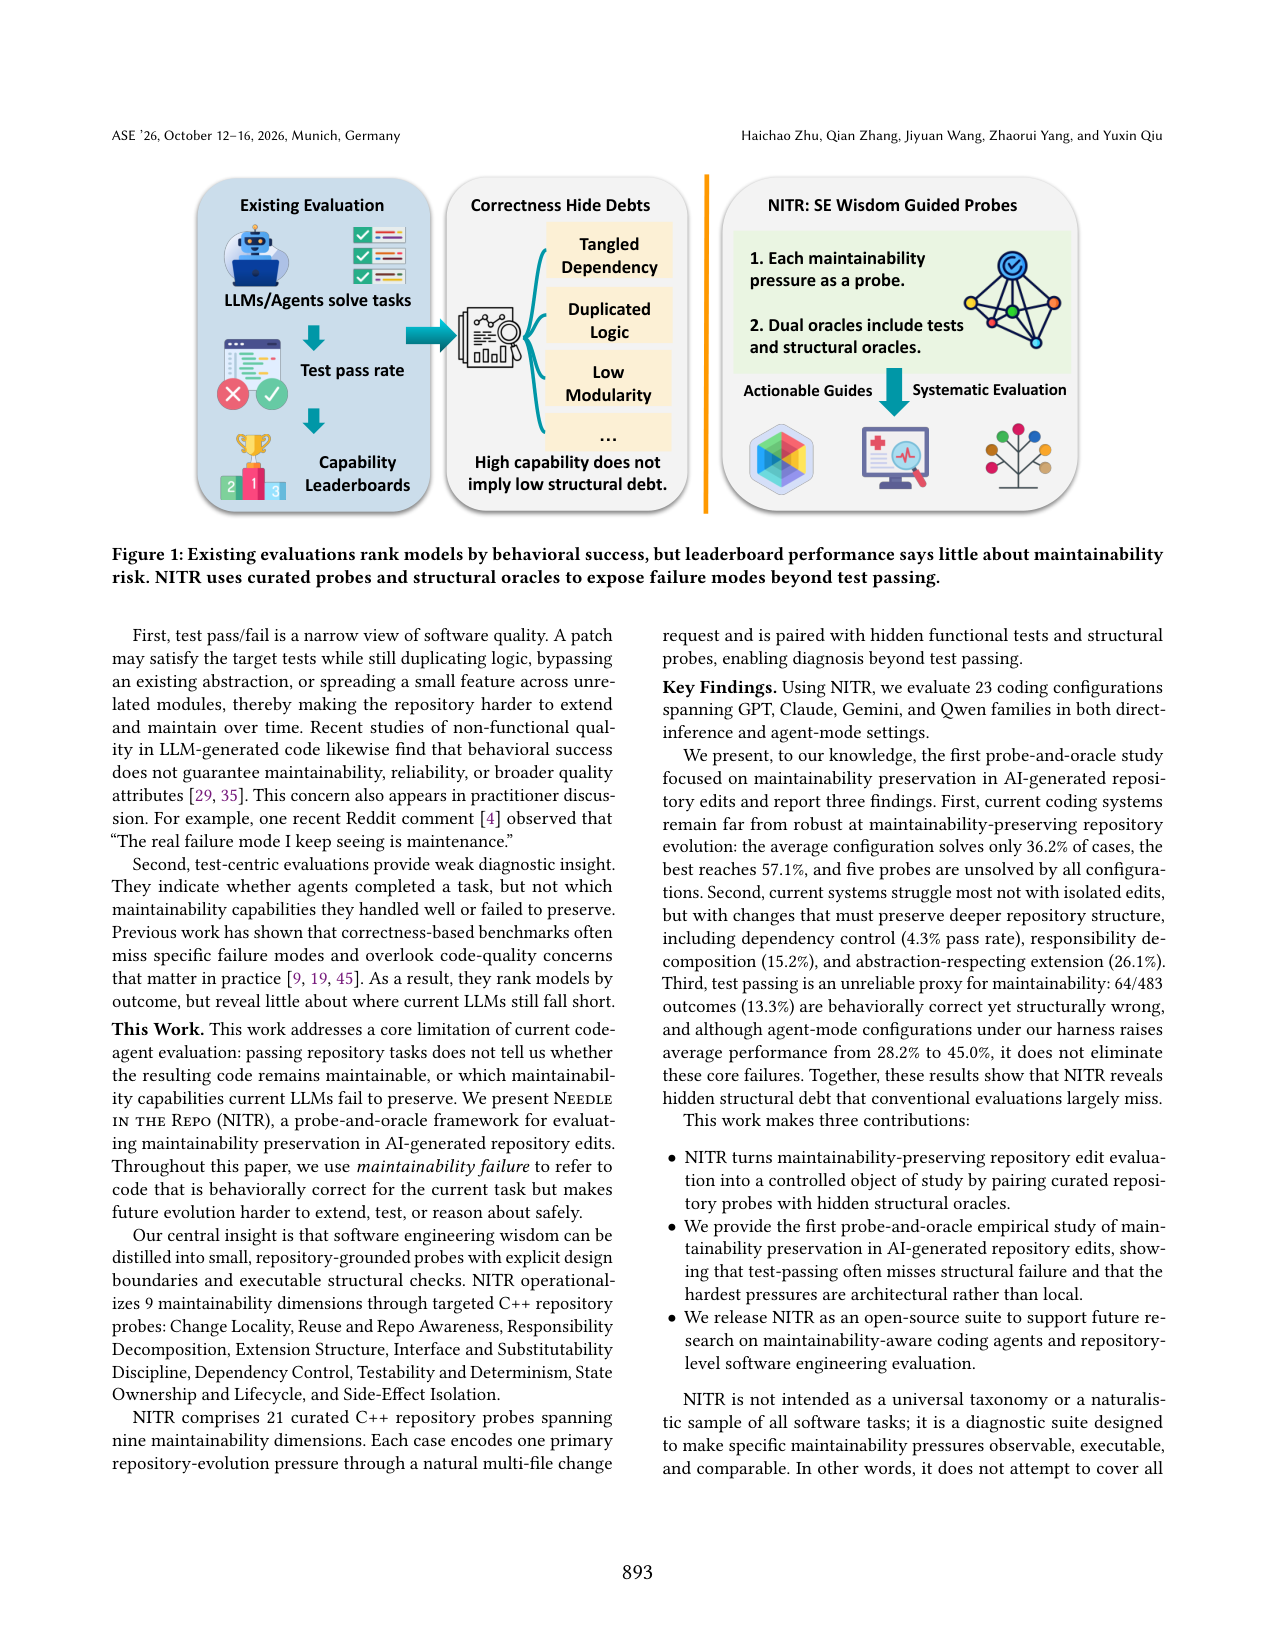 ASE ’26, October 12–16, 2026, Munich, Germany
Haichao Zhu, Qian Zhang, Jiyuan Wang, Zhaorui Yang, and Yuxin Qiu
Existing Evaluation
LLMs/Agents solve tasks
Test pass rate
2
1
3
Capability
Leaderboards
Correctness Hide Debts
Tangled
Dependency
Duplicated
Logic
Low
Modularity
...
High capability does not
imply low structural debt.
NITR: SE Wisdom Guided Probes
1. Each maintainability
pressure as a probe.
2. Dual oracles include tests
and structural oracles.
Actionable Guides
Systematic Evaluation
Figure 1: Existing evaluations rank models by behavioral success, but leaderboard performance says little about maintainability
risk. NITR uses curated probes and structural oracles to expose failure modes beyond test passing.
First, test pass/fail is a narrow view of software quality. A patch
may satisfy the target tests while still duplicating logic, bypassing
an existing abstraction, or spreading a small feature across unre-
lated modules, thereby making the repository harder to extend
and maintain over time. Recent studies of non-functional qual-
ity in LLM-generated code likewise find that behavioral success
does not guarantee maintainability, reliability, or broader quality
attributes [29, 35]. This concern also appears in practitioner discus-
sion. For example, one recent Reddit comment [4] observed that
“The real failure mode I keep seeing is maintenance.”
Second, test-centric evaluations provide weak diagnostic insight.
They indicate whether agents completed a task, but not which
maintainability capabilities they handled well or failed to preserve.
Previous work has shown that correctness-based benchmarks often
miss specific failure modes and overlook code-quality concerns
that matter in practice [9, 19, 45]. As a result, they rank models by
outcome, but reveal little about where current LLMs still fall short.
This Work. This work addresses a core limitation of current code-
agent evaluation: passing repository tasks does not tell us whether
the resulting code remains maintainable, or which maintainabil-
ity capabilities current LLMs fail to preserve. We present Needle
in the Repo (NITR), a probe-and-oracle framework for evaluat-
ing maintainability preservation in AI-generated repository edits.
Throughout this paper, we use maintainability failure to refer to
code that is behaviorally correct for the current task but makes
future evolution harder to extend, test, or reason about safely.
Our central insight is that software engineering wisdom can be
distilled into small, repository-grounded probes with explicit design
boundaries and executable structural checks. NITR operational-
izes 9 maintainability dimensions through targeted C++ repository
probes: Change Locality, Reuse and Repo Awareness, Responsibility
Decomposition, Extension Structure, Interface and Substitutability
Discipline, Dependency Control, Testability and Determinism, State
Ownership and Lifecycle, and Side-Effect Isolation.
NITR comprises 21 curated C++ repository probes spanning
nine maintainability dimensions. Each case encodes one primary
repository-evolution pressure through a natural multi-file change
request and is paired with hidden functional tests and structural
probes, enabling diagnosis beyond test passing.
Key Findings. Using NITR, we evaluate 23 coding configurations
spanning GPT, Claude, Gemini, and Qwen families in both direct-
inference and agent-mode settings.
We present, to our knowledge, the first probe-and-oracle study
focused on maintainability preservation in AI-generated reposi-
tory edits and report three findings. First, current coding systems
remain far from robust at maintainability-preserving repository
evolution: the average configuration solves only 36.2% of cases, the
best reaches 57.1%, and five probes are unsolved by all configura-
tions. Second, current systems struggle most not with isolated edits,
but with changes that must preserve deeper repository structure,
including dependency control (4.3% pass rate), responsibility de-
composition (15.2%), and abstraction-respecting extension (26.1%).
Third, test passing is an unreliable proxy for maintainability: 64/483
outcomes (13.3%) are behaviorally correct yet structurally wrong,
and although agent-mode configurations under our harness raises
average performance from 28.2% to 45.0%, it does not eliminate
these core failures. Together, these results show that NITR reveals
hidden structural debt that conventional evaluations largely miss.
This work makes three contributions:
• NITR turns maintainability-preserving repository edit evalua-
tion into a controlled object of study by pairing curated reposi-
tory probes with hidden structural oracles.
• We provide the first probe-and-oracle empirical study of main-
tainability preservation in AI-generated repository edits, show-
ing that test-passing often misses structural failure and that the
hardest pressures are architectural rather than local.
• We release NITR as an open-source suite to support future re-
search on maintainability-aware coding agents and repository-
level software engineering evaluation.
NITR is not intended as a universal taxonomy or a naturalis-
tic sample of all software tasks; it is a diagnostic suite designed
to make specific maintainability pressures observable, executable,
and comparable. In other words, it does not attempt to cover all
893